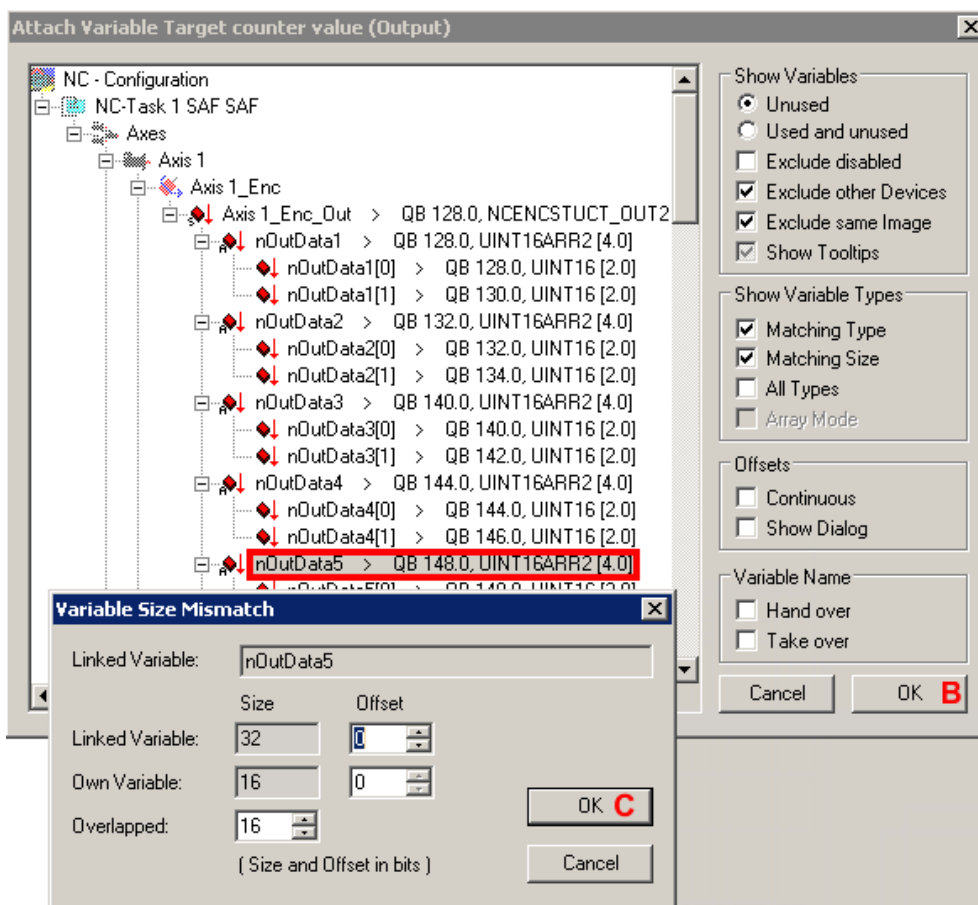 Attach Variable Target counter value (Output)
NC - Configuration
NC-Task 1 SAF SAF
Axes
Axis 1
Axis 1_Enc
Axis 1_Enc_Out > QB 128.0, NCENCSTUCT_OUT2
nOutData1 > QB 128.0, UINT16ARR2 [4.0]
nOutData1[0] > QB 128.0, UINT16 [2.0]
nOutData1[1] > QB 130.0, UINT16 [2.0]
nOutData2 > QB 132.0, UINT16ARR2 [4.0]
nOutData2[0] > QB 132.0, UINT16 [2.0]
nOutData2[1] > QB 134.0, UINT16 [2.0]
nOutData3 > QB 140.0, UINT16ARR2 [4.0]
nOutData3[0] > QB 140.0, UINT16 [2.0]
nOutData3[1] > QB 142.0, UINT16 [2.0]
nOutData4 > QB 144.0, UINT16ARR2 [4.0]
nOutData4[0] > QB 144.0, UINT16 [2.0]
nOutData4[1] > QB 146.0, UINT16 [2.0]
nOutData5 > QB 148.0, UINT16ARR2 [4.0]
Show Variables
Unused
Used and unused
Exclude disabled
Exclude other Devices
Exclude same Image
Show Tooltips
Show Variable Types
Matching Type
Matching Size
All Types
Array Mode
Offsets
Continuous
Show Dialog
Variable Name
Hand over
Take over
Cancel
OK B
Variable Size Mismatch
Linked Variable: nOutData5
Size Offset
Linked Variable: 32 0
Own Variable: 16 0
Overlapped: 16
( Size and Offset in bits )
OK C
Cancel